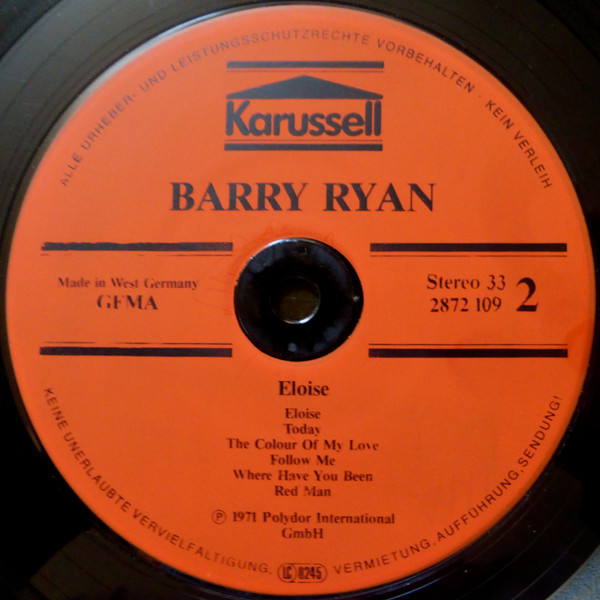 ALLE URHEBER- UND LEISTUNGSSCHUTZRECHTE VORBEHALTEN - KEIN VERLEIH
Karussell
BARRY RYAN
Made in West Germany
GEMA
Stereo 33
2872 109
2
Eloise
Eloise
Today
The Colour Of My Love
Follow Me
Where Have You Been
Red Man
Ⓟ 1971 Polydor International
GmbH
KEINE UNERLAUBTE VERVIELFALTIGUNG, VERMIETUNG, AUFFÜHRUNG, SENDUNG!
LC 0245